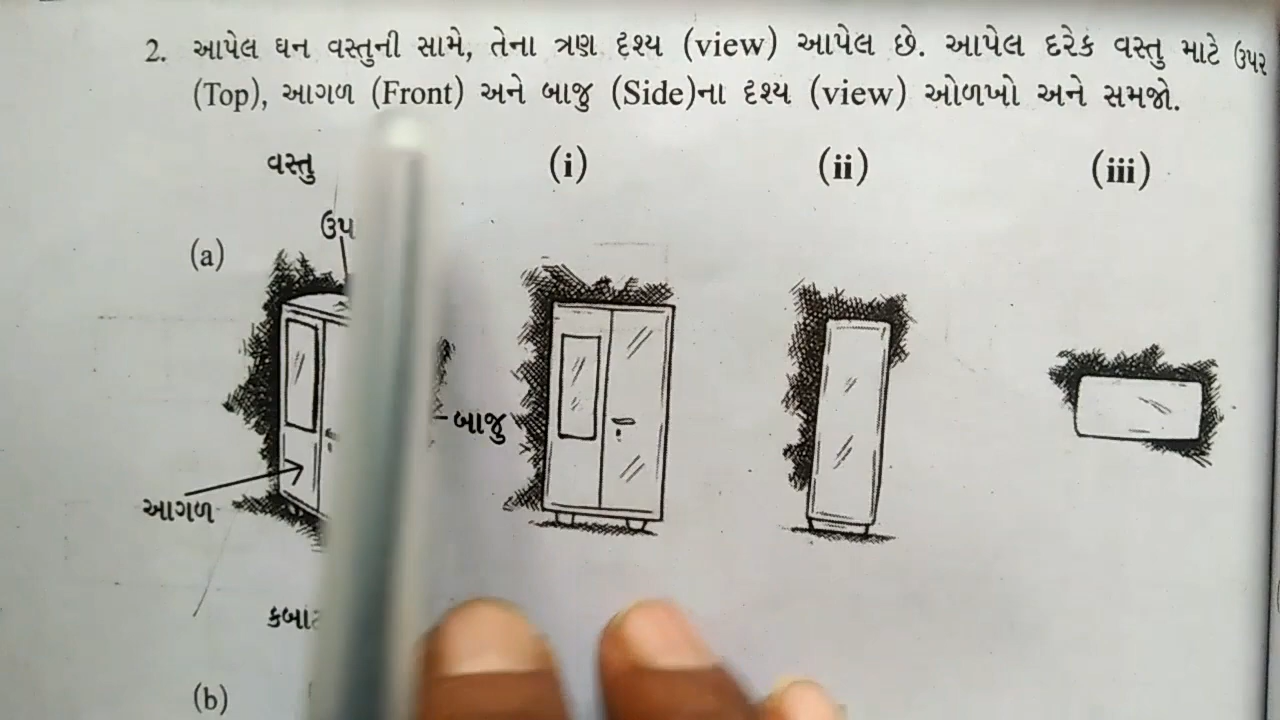 2. આપેલ ઘન વસ્તુની સામે, તેના ત્રણ દૃશ્ય (view) આપેલ છે. આપેલ દરેક વસ્તુ માટે ઉપર
(Top), આગળ (Front) અને બાજુ (Side)ના દૃશ્ય (view) ઓળખો અને સમજો.
વસ્તુ (i) (ii) (iii)
(a)
બાજુ
આગળ
(b)